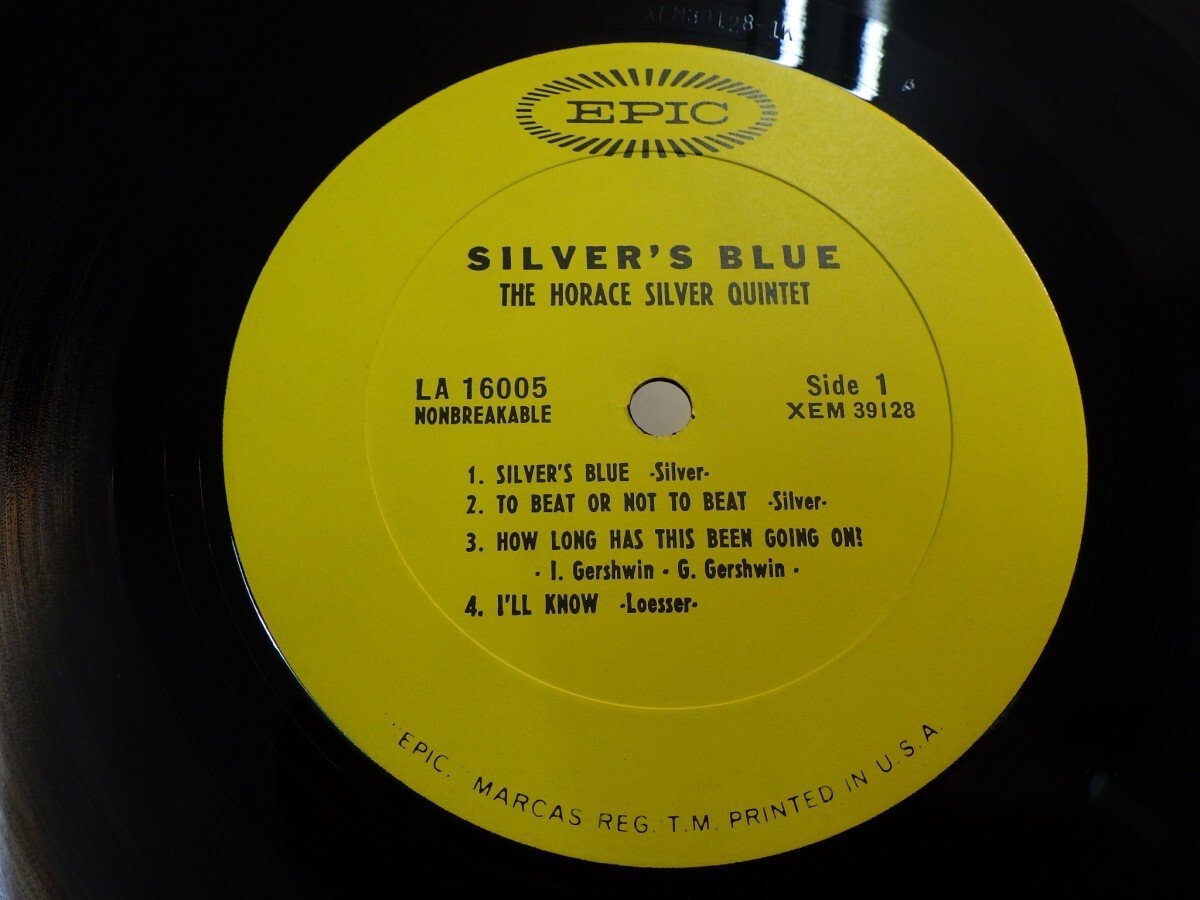 XEM39128-1A
EPIC
SILVER'S BLUE
THE HORACE SILVER QUINTET
LA 16005
NONBREAKABLE
Side 1
XEM 39128
1. SILVER'S BLUE -Silver-
2. TO BEAT OR NOT TO BEAT -Silver-
3. HOW LONG HAS THIS BEEN GOING ON?
- I. Gershwin - G. Gershwin -
4. I'LL KNOW -Loesser-
"EPIC," MARCAS REG. T.M. PRINTED IN U.S.A.